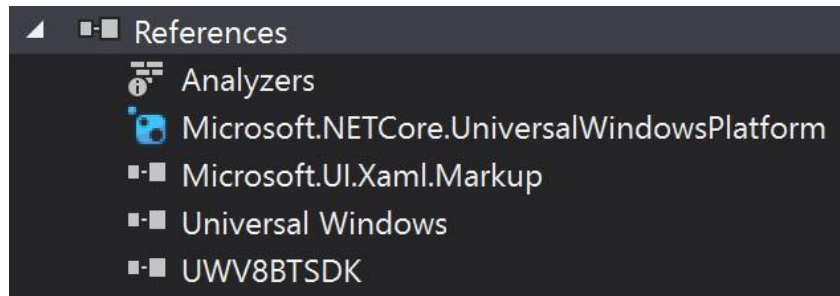 References
Analyzers
Microsoft.NETCore.UniversalWindowsPlatform
Microsoft.UI.Xaml.Markup
Universal Windows
UWV8BTSDK